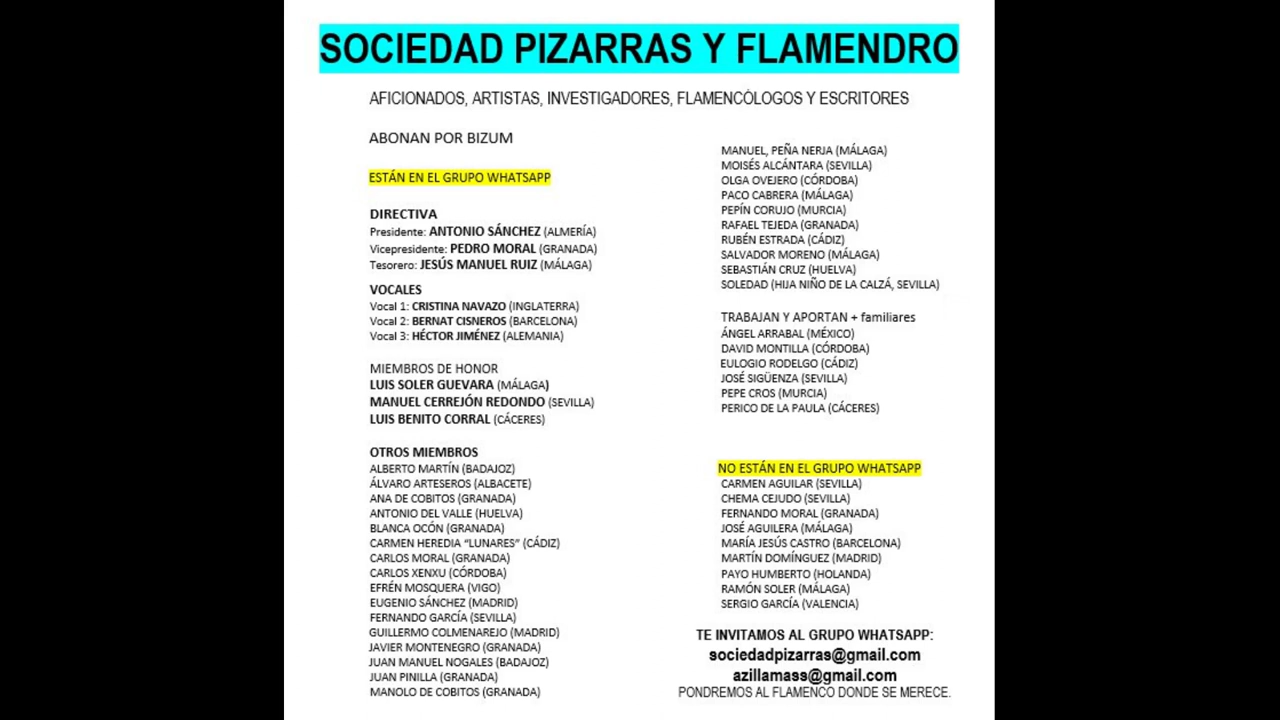 SOCIEDAD PIZARRAS Y FLAMENDRO
AFICIONADOS, ARTISTAS, INVESTIGADORES, FLAMENCÓLOGOS Y ESCRITORES
ABONAN POR BIZUM
ESTÁN EN EL GRUPO WHATSAPP
DIRECTIVA
Presidente: ANTONIO SÁNCHEZ (ALMERÍA)
Vicepresidente: PEDRO MORAL (GRANADA)
Tesorero: JESÚS MANUEL RUIZ (MÁLAGA)
VOCALES
Vocal 1: CRISTINA NAVAZO (INGLATERRA)
Vocal 2: BERNAT CISNEROS (BARCELONA)
Vocal 3: HÉCTOR JIMÉNEZ (ALEMANIA)
MIEMBROS DE HONOR
LUIS SOLER GUEVARA (MÁLAGA)
MANUEL CERREJÓN REDONDO (SEVILLA)
LUIS BENITO CORRAL (CÁCERES)
OTROS MIEMBROS
ALBERTO MARTÍN (BADAJOZ)
ÁLVARO ARTESEROS (ALBACETE)
ANA DE COBITOS (GRANADA)
ANTONIO DEL VALLE (HUELVA)
BLANCA OCÓN (GRANADA)
CARMEN HEREDIA “LUNARES” (CÁDIZ)
CARLOS MORAL (GRANADA)
CARLOS XENXU (CÓRDOBA)
EFRÉN MOSQUERA (VIGO)
EUGENIO SÁNCHEZ (MADRID)
FERNANDO GARCÍA (SEVILLA)
GUILLERMO COLMENAREJO (MADRID)
JAVIER MONTENEGRO (GRANADA)
JUAN MANUEL NOGALES (BADAJOZ)
JUAN PINILLA (GRANADA)
MANOLO DE COBITOS (GRANADA)
MANUEL, PEÑA NERJA (MÁLAGA)
MOISÉS ALCÁNTARA (SEVILLA)
OLGA OVEJERO (CÓRDOBA)
PACO CABRERA (MÁLAGA)
PEPÍN CORUJO (MURCIA)
RAFAEL TEJEDA (GRANADA)
RUBÉN ESTRADA (CÁDIZ)
SALVADOR MORENO (MÁLAGA)
SEBASTIÁN CRUZ (HUELVA)
SOLEDAD (HIJA NIÑO DE LA CALZÁ, SEVILLA)
TRABAJAN Y APORTAN + familiares
ÁNGEL ARRABAL (MÉXICO)
DAVID MONTILLA (CÓRDOBA)
EULOGIO RODELGO (CÁDIZ)
JOSÉ SIGÜENZA (SEVILLA)
PEPE CROS (MURCIA)
PERICO DE LA PAULA (CÁCERES)
NO ESTÁN EN EL GRUPO WHATSAPP
CARMEN AGUILAR (SEVILLA)
CHEMA CEJUDO (SEVILLA)
FERNANDO MORAL (GRANADA)
JOSÉ AGUILERA (MÁLAGA)
MARÍA JESÚS CASTRO (BARCELONA)
MARTÍN DOMÍNGUEZ (MADRID)
PAYO HUMBERTO (HOLANDA)
RAMÓN SOLER (MÁLAGA)
SERGIO GARCÍA (VALENCIA)
TE INVITAMOS AL GRUPO WHATSAPP:
sociedadpizarras@gmail.com
azillamass@gmail.com
PONDREMOS AL FLAMENCO DONDE SE MERECE.